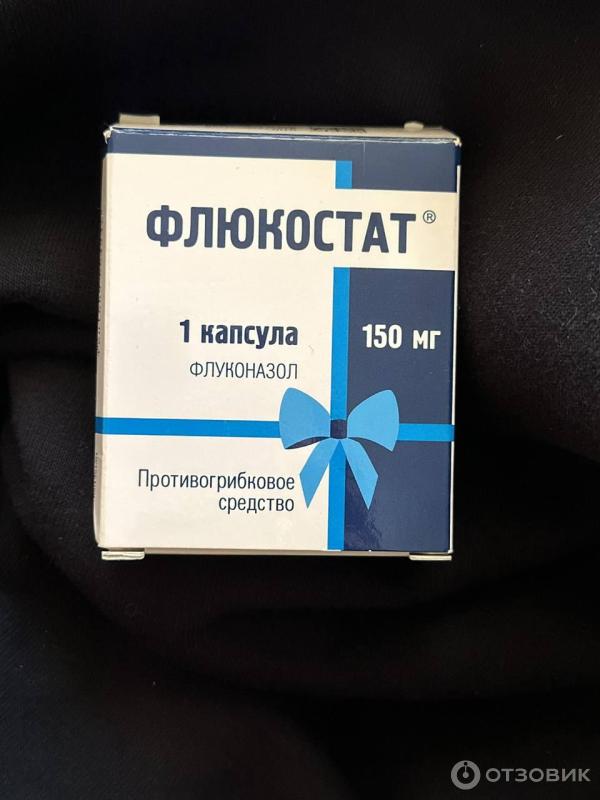 ФЛЮКОСТАТ®
1 капсула 150 мг
ФЛУКОНАЗОЛ
Противогрибковое
средство
ОТЗОВИК